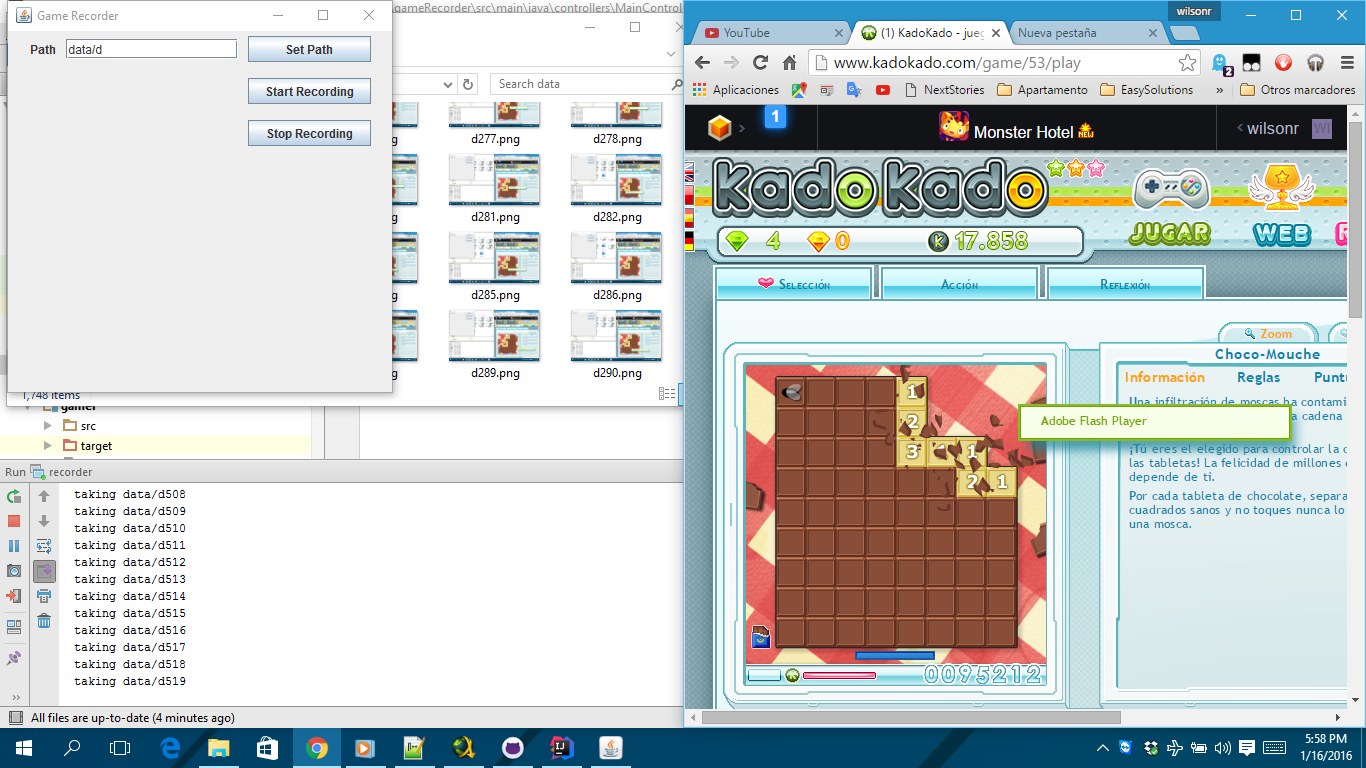 Game Recorder
Path data/d Set Path
Start Recording
Stop Recording
.gameRecorder\src\main\java\controllers\MainControl
Search data
d277.png d278.png
d281.png d282.png
d285.png d286.png
d289.png d290.png
1,748 items
gamer
src
target
Run recorder
taking data/d508
taking data/d509
taking data/d510
taking data/d511
taking data/d512
taking data/d513
taking data/d514
taking data/d515
taking data/d516
taking data/d517
taking data/d518
taking data/d519
All files are up-to-date (4 minutes ago)
wilsonr
YouTube (1) KadoKado - jueg Nueva pestaña
www.kadokado.com/game/53/play 2
Aplicaciones NextStories Apartamento EasySolutions » Otros marcadores
1 Monster Hotel NEW wilsonr WI
KadoKado
4 0 K 17.858
JUGAR WEB
Selección Acción Reflexión
Zoom
Choco-Mouche
Información Reglas Puntu
Una infiltración de moscas ha contami
a cadena
Adobe Flash Player
¡Tú eres el elegido para controlar la c
las tabletas! La felicidad de millones d
depende de ti.
Por cada tableta de chocolate, separa
cuadrados sanos y no toques nunca lo
una mosca.
1
2
3 1
2 1
0095212
5:58 PM
1/16/2016